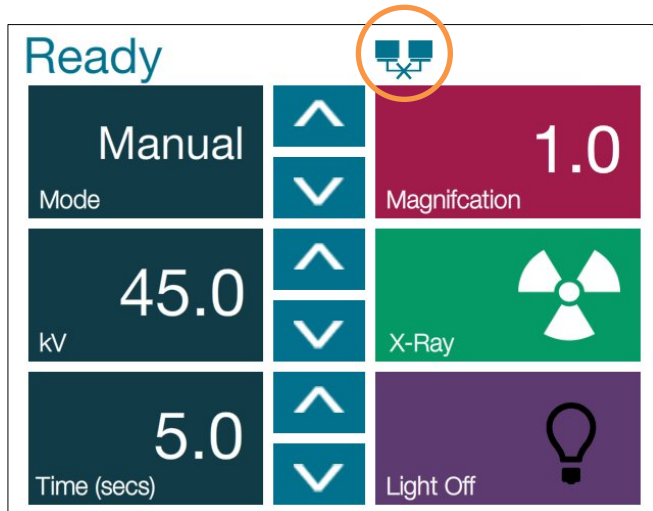 Ready
Manual
Mode
1.0
Magnifcation
45.0
kV
X-Ray
5.0
Time (secs)
Light Off